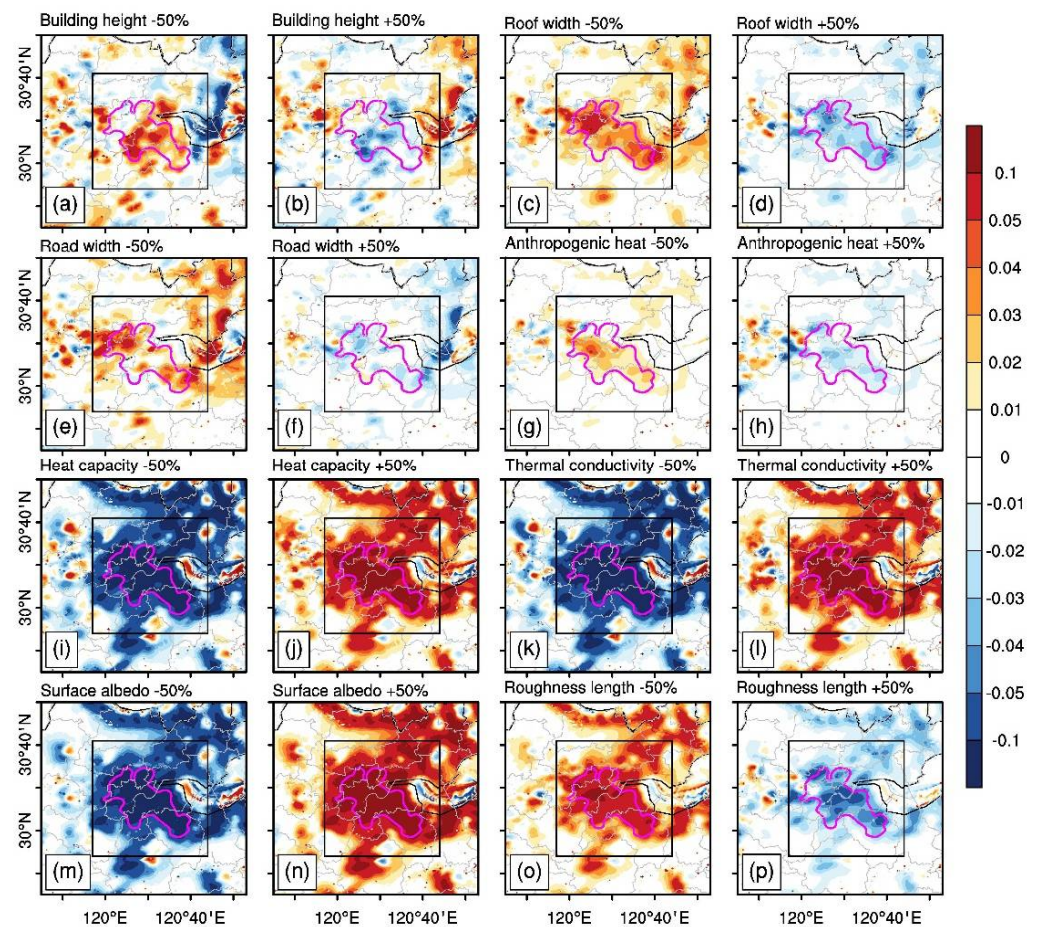 Building height -50% Building height +50% Roof width -50% Roof width +50%
30°40'N
30°N
(a) (b) (c) (d)
0.1
0.05
0.04
0.03
0.02
0.01
0
-0.01
-0.02
-0.03
-0.04
-0.05
-0.1
Road width -50% Road width +50% Anthropogenic heat -50% Anthropogenic heat +50%
30°40'N
30°N
(e) (f) (g) (h)
Heat capacity -50% Heat capacity +50% Thermal conductivity -50% Thermal conductivity +50%
30°40'N
30°N
(i) (j) (k) (l)
Surface albedo -50% Surface albedo +50% Roughness length -50% Roughness length +50%
30°40'N
30°N
(m) (n) (o) (p)
120°E 120°40'E 120°E 120°40'E 120°E 120°40'E 120°E 120°40'E